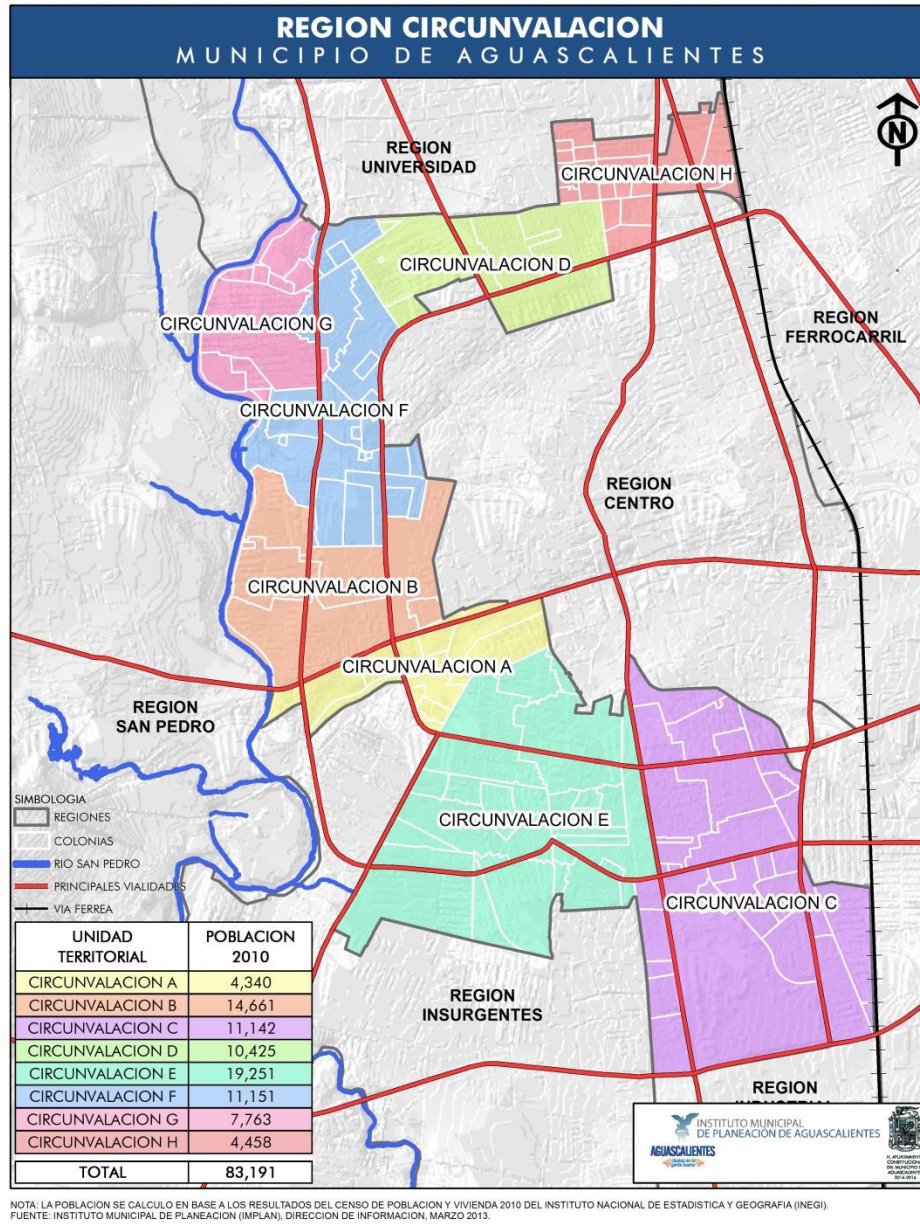 REGION CIRCUNVALACION
MUNICIPIO DE AGUASCALIENTES
N
REGION
UNIVERSIDAD
CIRCUNVALACION H
CIRCUNVALACION D
CIRCUNVALACION G
REGION
FERROCARRIL
CIRCUNVALACION F
REGION
CENTRO
CIRCUNVALACION B
CIRCUNVALACION A
REGION
SAN PEDRO
CIRCUNVALACION E
CIRCUNVALACION C
REGION
INSURGENTES
REGION
SIMBOLOGIA
REGIONES
COLONIAS
RIO SAN PEDRO
PRINCIPALES VIALIDADES
VIA FERREA
UNIDAD TERRITORIAL POBLACION 2010
CIRCUNVALACION A 4,340
CIRCUNVALACION B 14,661
CIRCUNVALACION C 11,142
CIRCUNVALACION D 10,425
CIRCUNVALACION E 19,251
CIRCUNVALACION F 11,151
CIRCUNVALACION G 7,763
CIRCUNVALACION H 4,458
TOTAL 83,191
INSTITUTO MUNICIPAL
DE PLANEACIÓN DE AGUASCALIENTES
AGUASCALIENTES
NOTA: LA POBLACION SE CALCULO EN BASE A LOS RESULTADOS DEL CENSO DE POBLACION Y VIVIENDA 2010 DEL INSTITUTO NACIONAL DE ESTADISTICA Y GEOGRAFIA (INEGI).
FUENTE: INSTITUTO MUNICIPAL DE PLANEACION (IMPLAN), DIRECCION DE INFORMACION, MARZO 2013.